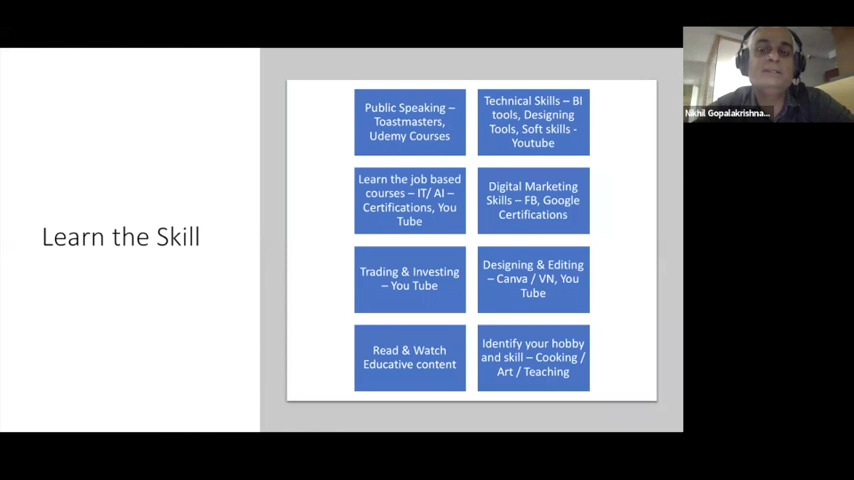 Learn the Skill
Public Speaking –
Toastmasters,
Udemy Courses
Technical Skills – BI
tools, Designing
Tools, Soft skills -
Youtube
Learn the job based
courses – IT/ AI –
Certifications, You
Tube
Digital Marketing
Skills – FB, Google
Certifications
Trading & Investing
– You Tube
Designing & Editing
– Canva / VN, You
Tube
Read & Watch
Educative content
Identify your hobby
and skill – Cooking /
Art / Teaching
Nikhil Gopalakrishna...